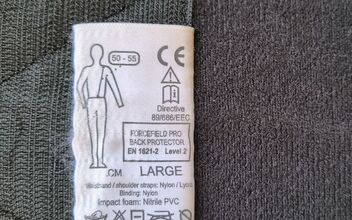 50 - 55
CE
Directive
89/686/EEC
FORCEFIELD PRO
BACK PROTECTOR
EN 1621-2 Level 2
.CM LARGE
Waistband / shoulder straps: Nylon / Lycra
Binding: Nylon
Impact foam: Nitrile PVC